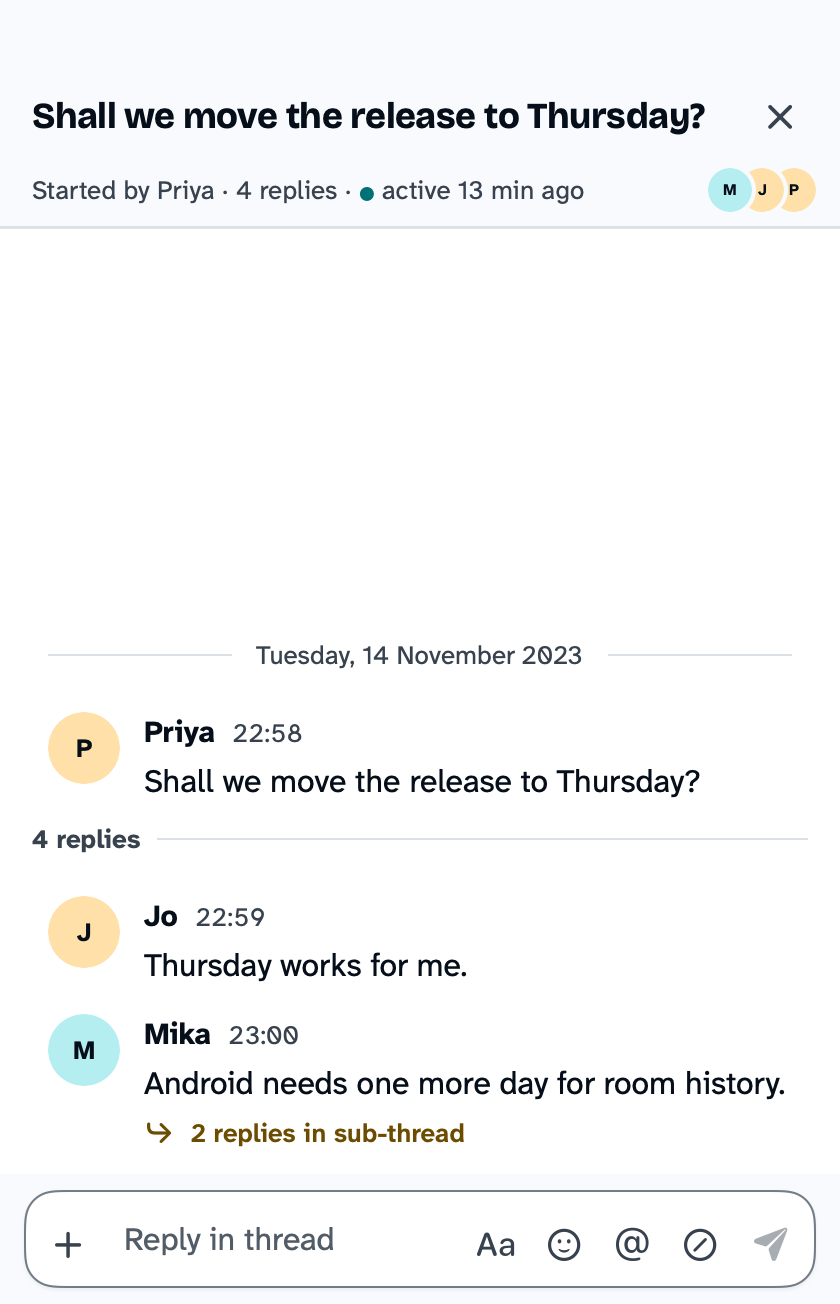 Shall we move the release to Thursday?
Started by Priya · 4 replies · active 13 min ago
M J P
Tuesday, 14 November 2023
P
Priya 22:58
Shall we move the release to Thursday?
4 replies
J
Jo 22:59
Thursday works for me.
M
Mika 23:00
Android needs one more day for room history.
2 replies in sub-thread
Reply in thread Aa @